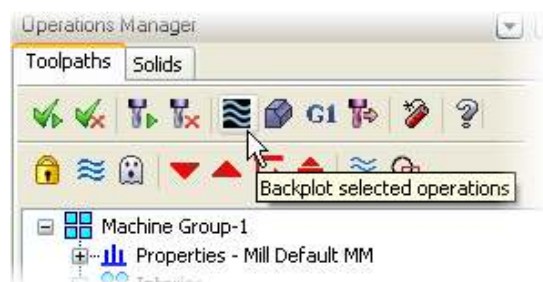 Operations Manager
Toolpaths Solids
G1
Backplot selected operations
Machine Group-1
Properties - Mill Default MM